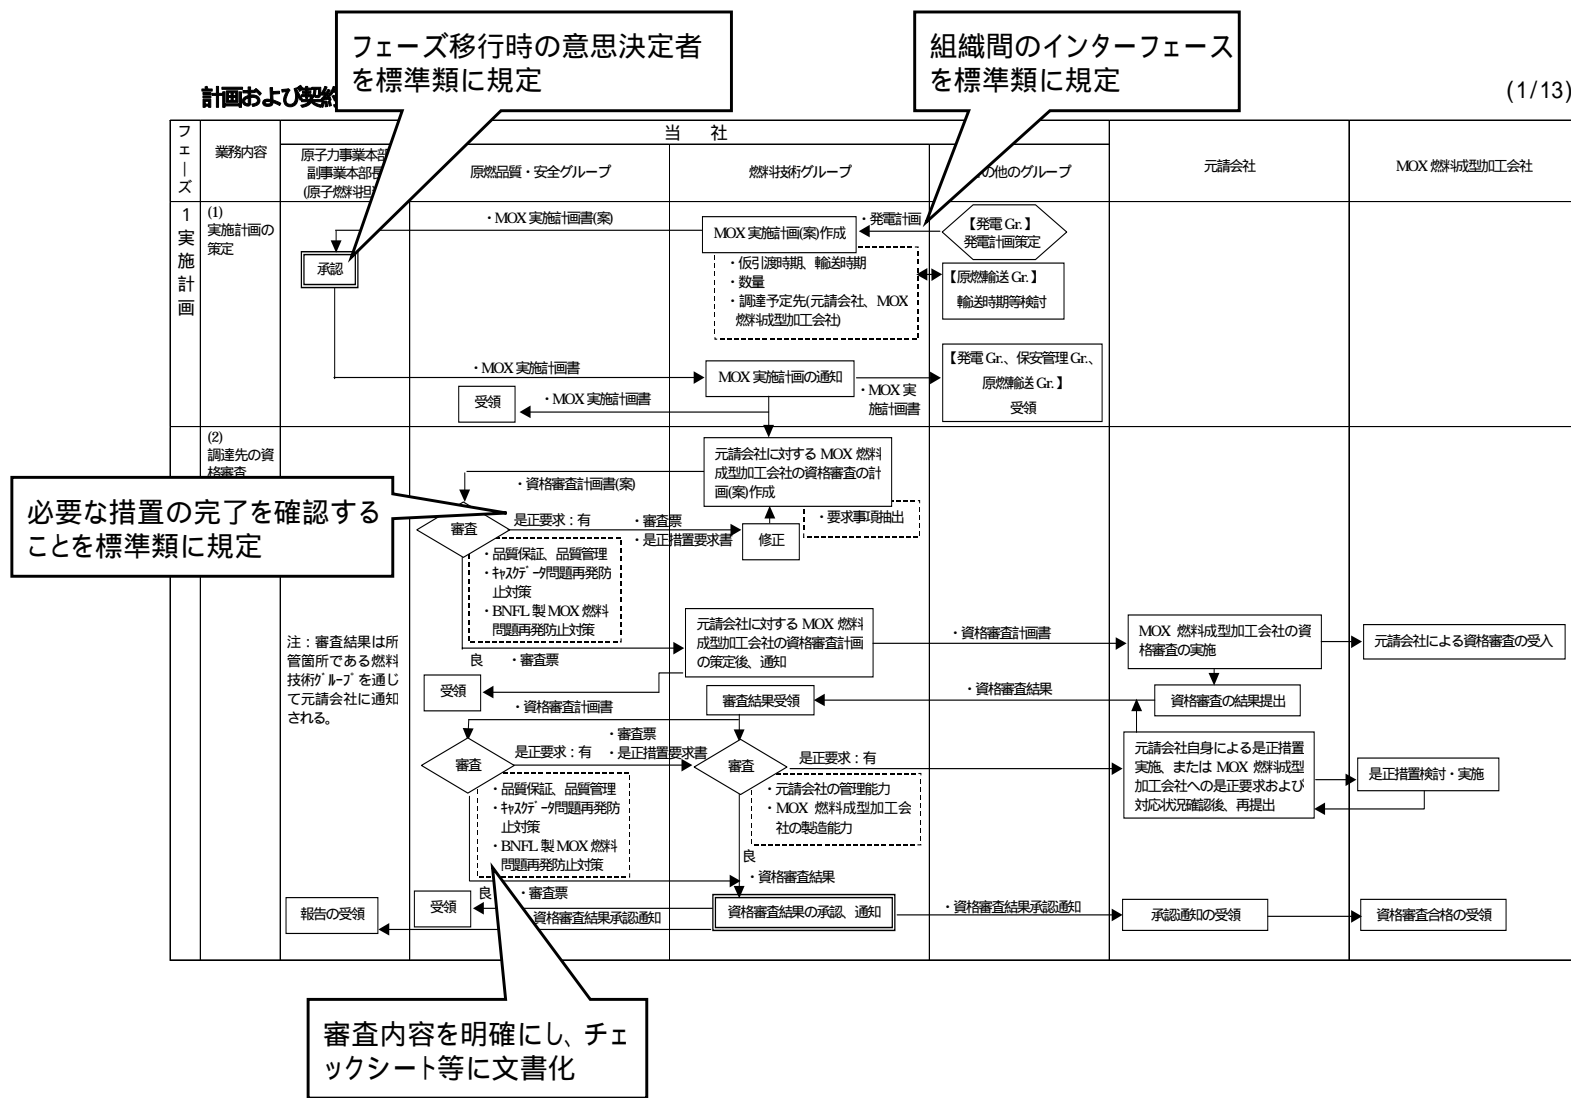 フェーズ移行時の意思決定者
を標準類に規定
組織間のインターフェース
を標準類に規定
計画および契約
(1/13)
フェーズ
業務内容
当 社
原子力事業本部
副事業本部長
(原子燃料担
原燃品質・安全グループ
燃料技術グループ
の他のグループ
元請会社
MOX 燃料成型加工会社
1 実施計画
(1)
実施計画の
策定
・MOX 実施計画書(案)
承認
MOX 実施計画(案)作成
・発電計画
【発電 Gr.】
発電計画策定
・仮引渡時期、輸送時期
・数量
・調達予定先(元請会社、MOX
燃料成型加工会社)
【原燃輸送 Gr.】
輸送時期等検討
・MOX 実施計画書
MOX 実施計画の通知
・MOX 実
施計画書
【発電 Gr.、保安管理 Gr.、
原燃輸送 Gr.】
受領
受領
・MOX 実施計画書
(2)
調達先の資
格審査
元請会社に対する MOX 燃料
成型加工会社の資格審査の計
画(案)作成
・資格審査計画書(案)
・要求事項抽出
必要な措置の完了を確認する
ことを標準類に規定
審査
是正要求:有
・審査票
・是正措置要求書
修正
・品質保証、品質管理
・キャスクデータ問題再発防
止対策
・BNFL 製 MOX 燃料
問題再発防止対策
注:審査結果は所
管箇所である燃料
技術グループを通じ
て元請会社に通知
される。
良 ・審査票
元請会社に対する MOX 燃料
成型加工会社の資格審査計画
の策定後、通知
・資格審査計画書
MOX 燃料成型加工会社の資
格審査の実施
元請会社による資格審査の受入
受領
・資格審査計画書
審査結果受領
・資格審査結果
資格審査の結果提出
審査
是正要求:有
・審査票
・是正措置要求書
審査
是正要求:有
元請会社自身による是正措置
実施、または MOX 燃料成型
加工会社への是正要求および
対応状況確認後、再提出
是正措置検討・実施
・品質保証、品質管理
・キャスクデータ問題再発防
止対策
・BNFL 製 MOX 燃料
問題再発防止対策
・元請会社の管理能力
・MOX 燃料成型加工会
社の製造能力
良
・資格審査結果
良 ・審査票
報告の受領
受領
・資格審査結果承認通知
資格審査結果の承認、通知
・資格審査結果承認通知
承認通知の受領
資格審査合格の受領
審査内容を明確にし、チェ
ックシート等に文書化